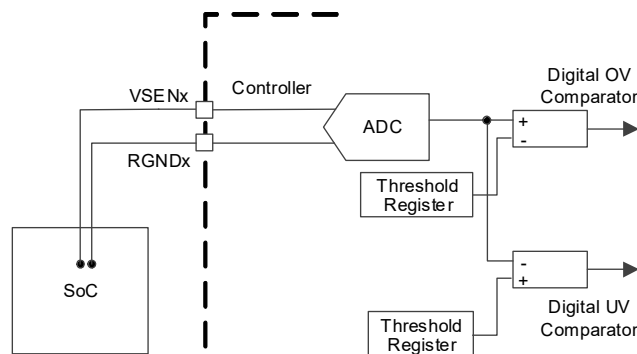 VSENx
Controller
RGNDx
SoC
ADC
Digital OV
Comparator
+
-
Threshold
Register
-
+
Digital UV
Comparator
Threshold
Register